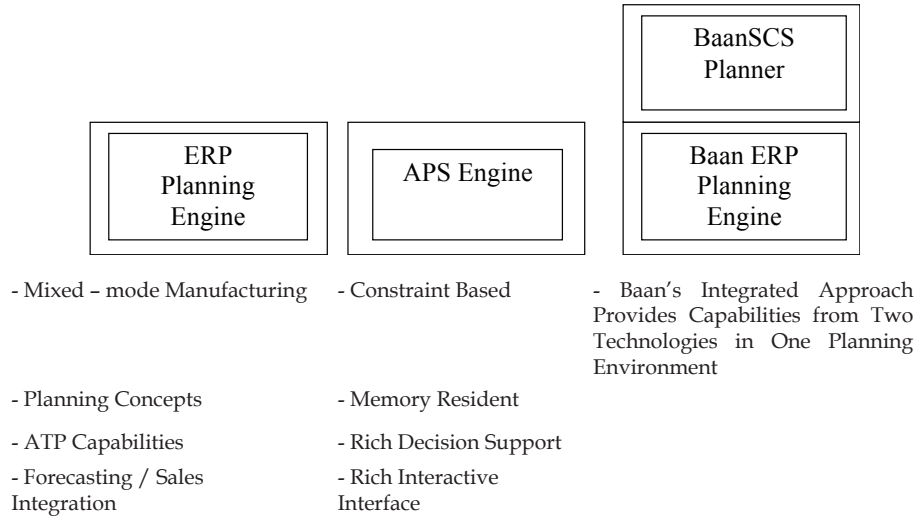 BaanSCS
Planner
ERP
Planning
Engine
APS Engine
Baan ERP
Planning
Engine
- Mixed – mode Manufacturing
- Constraint Based
- Baan’s Integrated Approach
Provides Capabilities from Two
Technologies in One Planning
Environment
- Planning Concepts
- Memory Resident
- ATP Capabilities
- Rich Decision Support
- Forecasting / Sales
Integration
- Rich Interactive
Interface